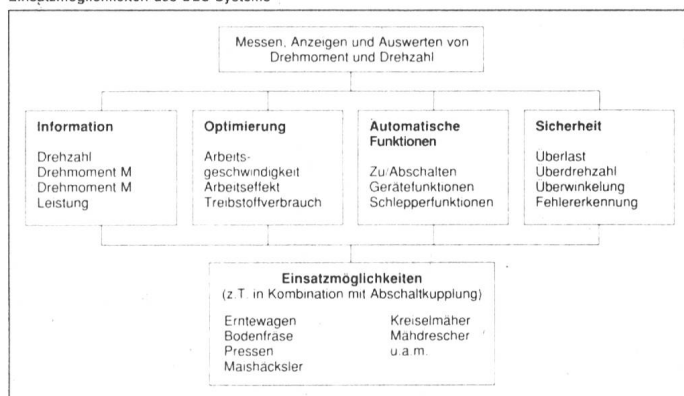 Einsatzmöglichkeiten des
Messen, Anzeigen und Auswerten von
Drehmoment und Drehzahl
Information
Drehzahl
Drehmoment M
Drehmoment M
Leistung
Optimierung
Arbeits-
geschwindigkeit
Arbeitseffekt
Treibstoffverbrauch
Automatische
Funktionen
Zu/Abschalten
Gerätefunktionen
Schlepperfunktionen
Sicherheit
Überlast
Überdrehzahl
Überwinkelung
Fehlererkennung
Einsatzmöglichkeiten
(z.T. in Kombination mit Abschaltkupplung)
Erntewagen
Bodenfräse
Pressen
Maishäcksler
Kreiselmäher
Mähdrescher
u.a.m.